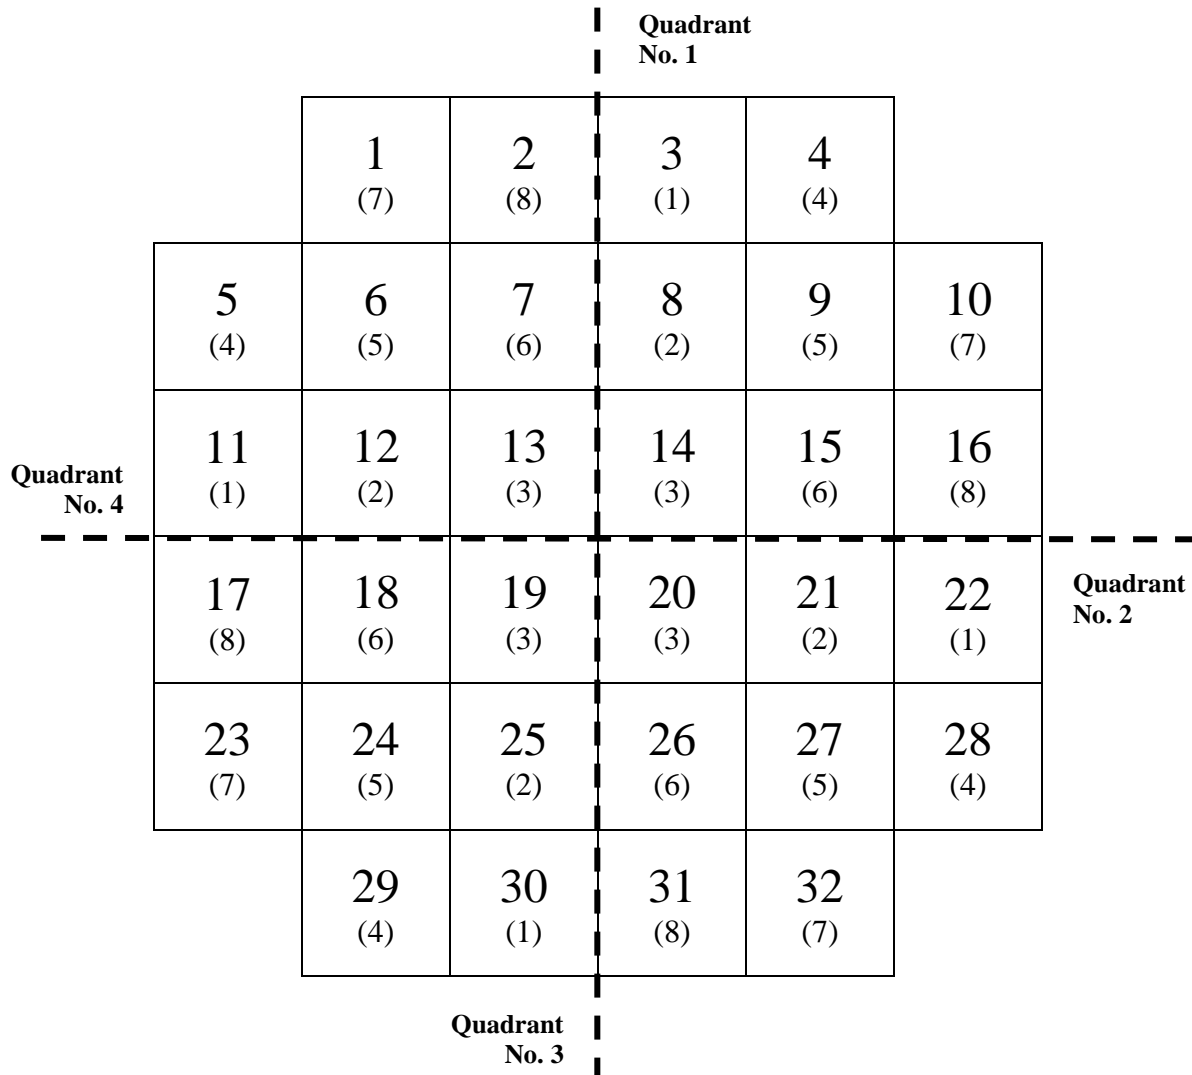 Quadrant
No. 1
1 2 3 4
(7) (8) (1) (4)
5 6 7 8 9 10
(4) (5) (6) (2) (5) (7)
11 12 13 14 15 16
(1) (2) (3) (3) (6) (8)
Quadrant
No. 4
17 18 19 20 21 22
(8) (6) (3) (3) (2) (1)
Quadrant
No. 2
23 24 25 26 27 28
(7) (5) (2) (6) (5) (4)
29 30 31 32
(4) (1) (8) (7)
Quadrant
No. 3